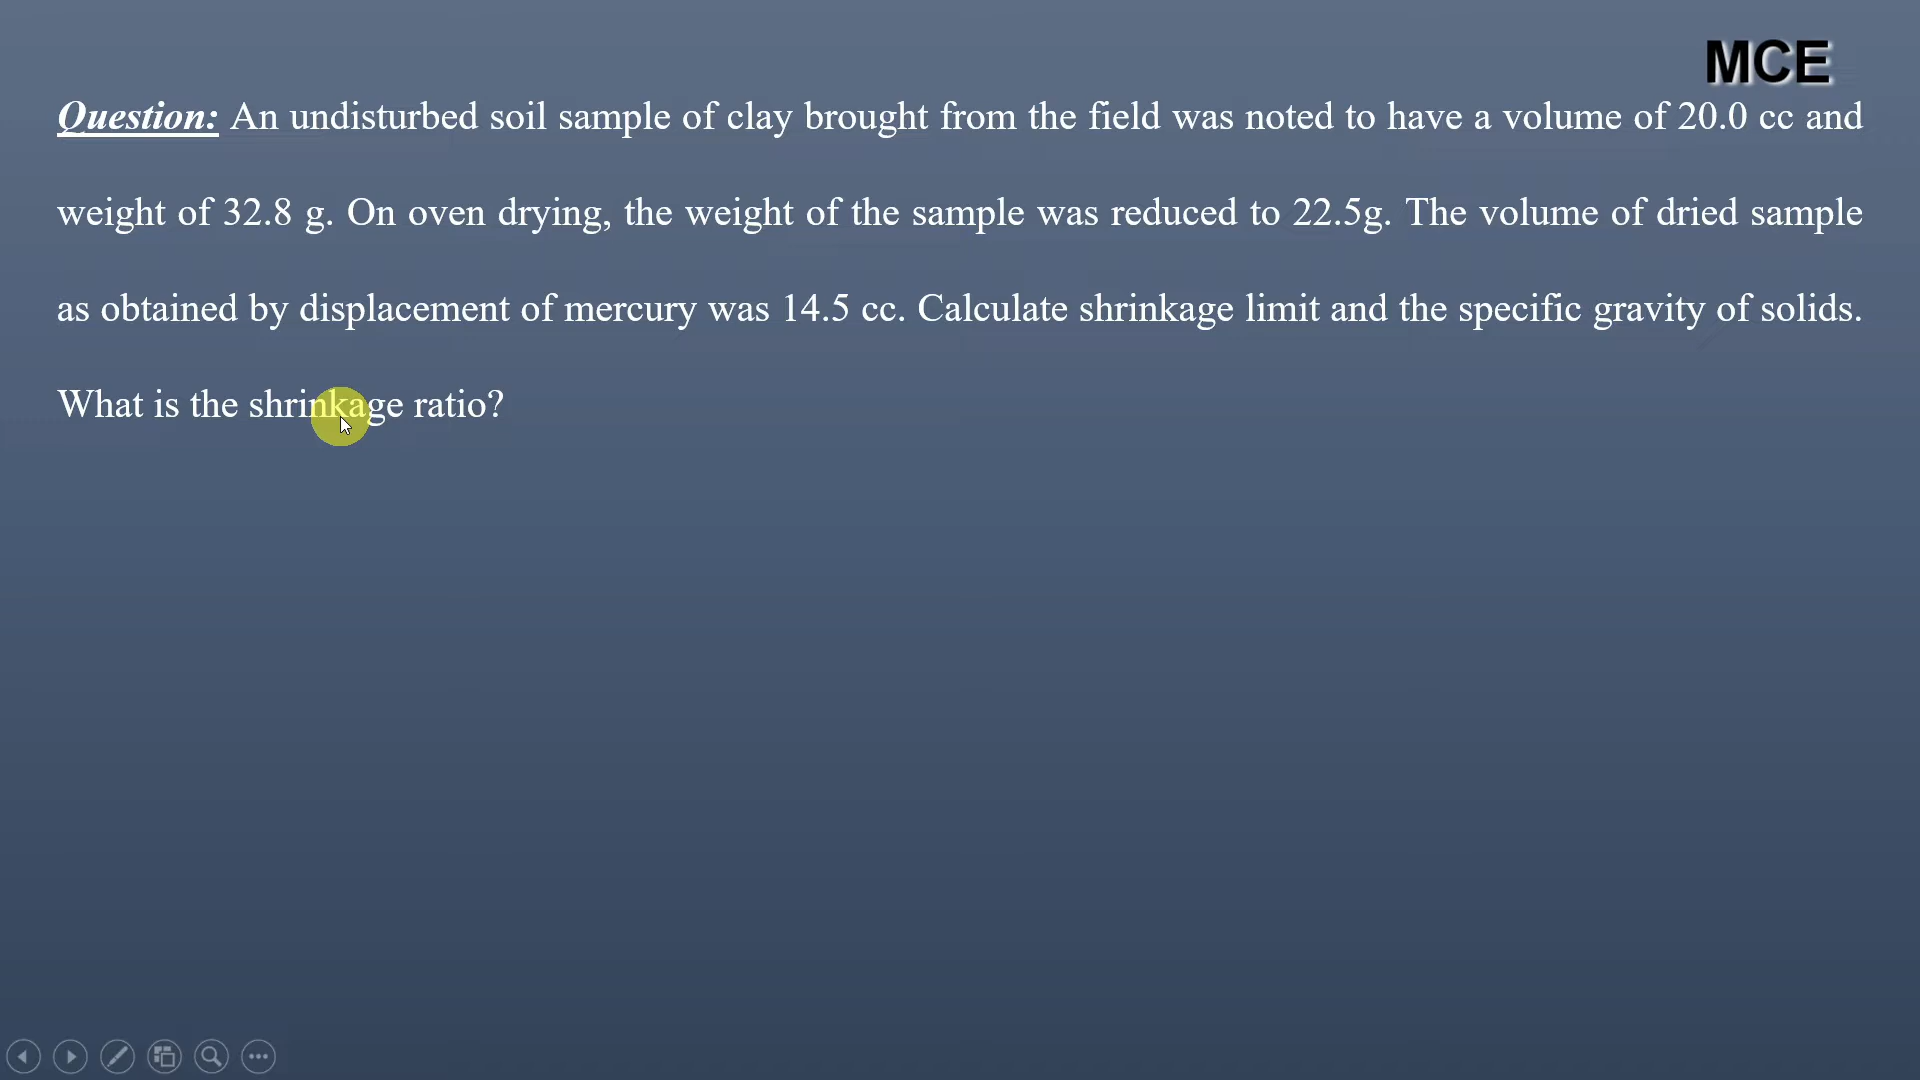 MCE
Question: An undisturbed soil sample of clay brought from the field was noted to have a volume of 20.0 cc and
weight of 32.8 g. On oven drying, the weight of the sample was reduced to 22.5g. The volume of dried sample
as obtained by displacement of mercury was 14.5 cc. Calculate shrinkage limit and the specific gravity of solids.
What is the shrinkage ratio?